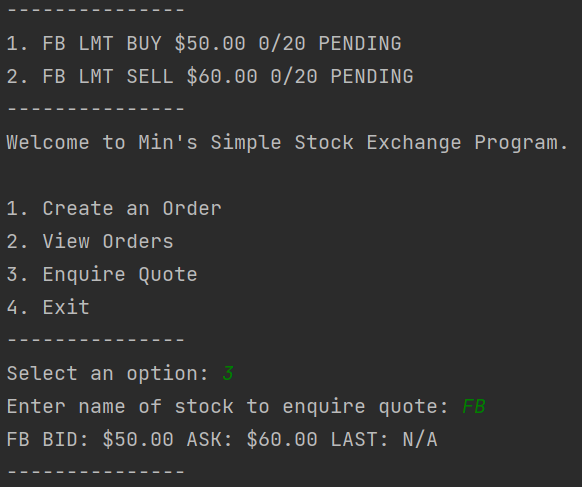 ---------------
1. FB LMT BUY $50.00 0/20 PENDING
2. FB LMT SELL $60.00 0/20 PENDING
---------------
Welcome to Min's Simple Stock Exchange Program.
1. Create an Order
2. View Orders
3. Enquire Quote
4. Exit
---------------
Select an option: 3
Enter name of stock to enquire quote: FB
FB BID: $50.00 ASK: $60.00 LAST: N/A
---------------